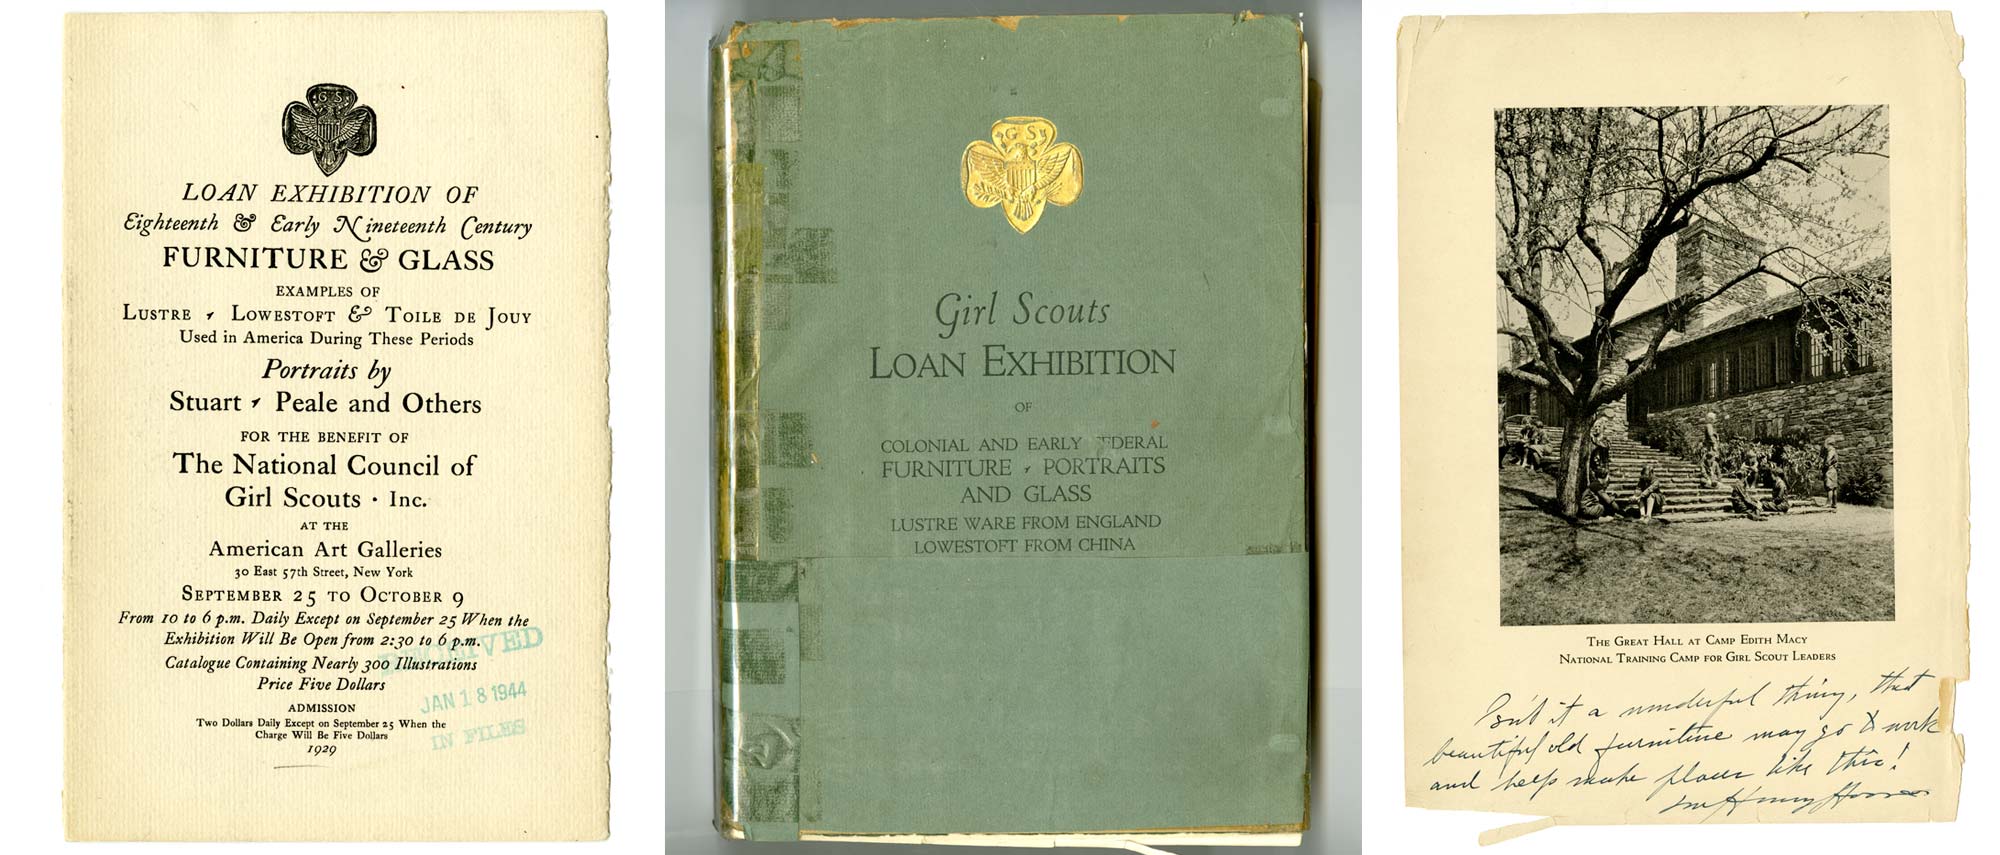 GS
LOAN EXHIBITION OF
Eighteenth & Early Nineteenth Century
FURNITURE & GLASS
EXAMPLES OF
LUSTRE · LOWESTOFT & TOILE DE JOUY
Used in America During These Periods
Portraits by
Stuart · Peale and Others
FOR THE BENEFIT OF
The National Council of
Girl Scouts · Inc.
AT THE
American Art Galleries
30 East 57th Street, New York
SEPTEMBER 25 TO OCTOBER 9
From 10 to 6 p.m. Daily Except on September 25 When the
Exhibition Will Be Open from 2:30 to 6 p.m.
Catalogue Containing Nearly 300 Illustrations
Price Five Dollars
ADMISSION
Two Dollars Daily Except on September 25 When the
Charge Will Be Five Dollars
1929
RECEIVED
JAN 18 1944
IN FILES
GS
Girl Scouts
LOAN EXHIBITION
OF
COLONIAL AND EARLY FEDERAL
FURNITURE · PORTRAITS
AND GLASS
LUSTRE WARE FROM ENGLAND
LOWESTOFT FROM CHINA
THE GREAT HALL AT CAMP EDITH MACY
NATIONAL TRAINING CAMP FOR GIRL SCOUT LEADERS
Isn't it a wonderful thing, that
beautiful old furniture may go & work
and help make places like this!
Lou Henry Hoover